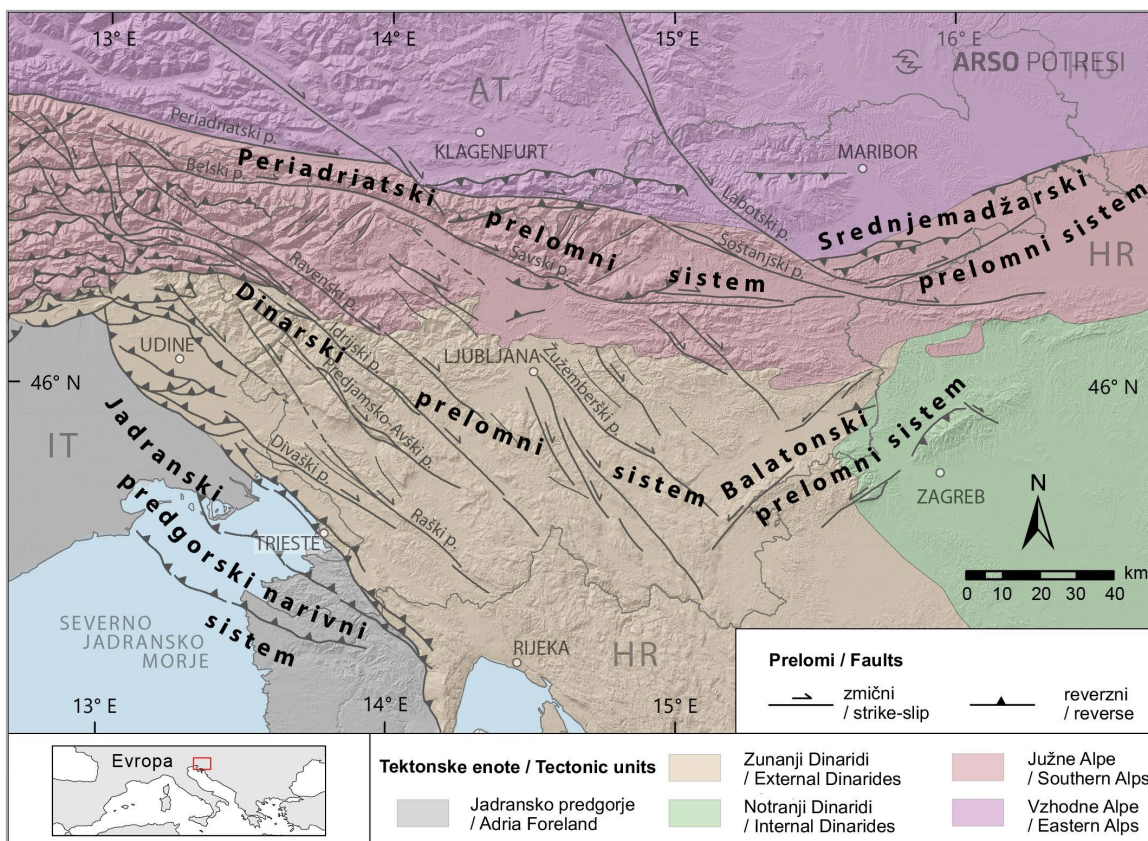 13° E
14° E
15° E
16° E
ARSO POTRESI
HU
AT
Periadriatski p.
KLAGENFURT
MARIBOR
Periadriatski
prelomni
sistem
Belski p.
Labotski p.
Srednjemadžarski
prelomni sistem
Savski p.
Šoštanjski p.
HR
Ravenski p.
Dinarski
prelomni
sistem
Idrijski p.
UDINE
LJUBLJANA
Žužemberški p.
46° N
46° N
Predjamsko-Avški p.
IT
Jadranski
predgorski narivni
sistem
Divaški p.
Balatonski
prelomni sistem
ZAGREB
Raški p.
TRIESTE
N
km
0 10 20 30 40
SEVERNO
JADRANSKO
MORJE
RIJEKA
HR
13° E
14° E
15° E
Prelomi / Faults
zmični
/ strike-slip
reverzni
/ reverse
Evropa
Tektonske enote / Tectonic units
Jadransko predgorje
/ Adria Foreland
Zunanji Dinaridi
/ External Dinarides
Notranji Dinaridi
/ Internal Dinarides
Južne Alpe
/ Southern Alps
Vzhodne Alpe
/ Eastern Alps